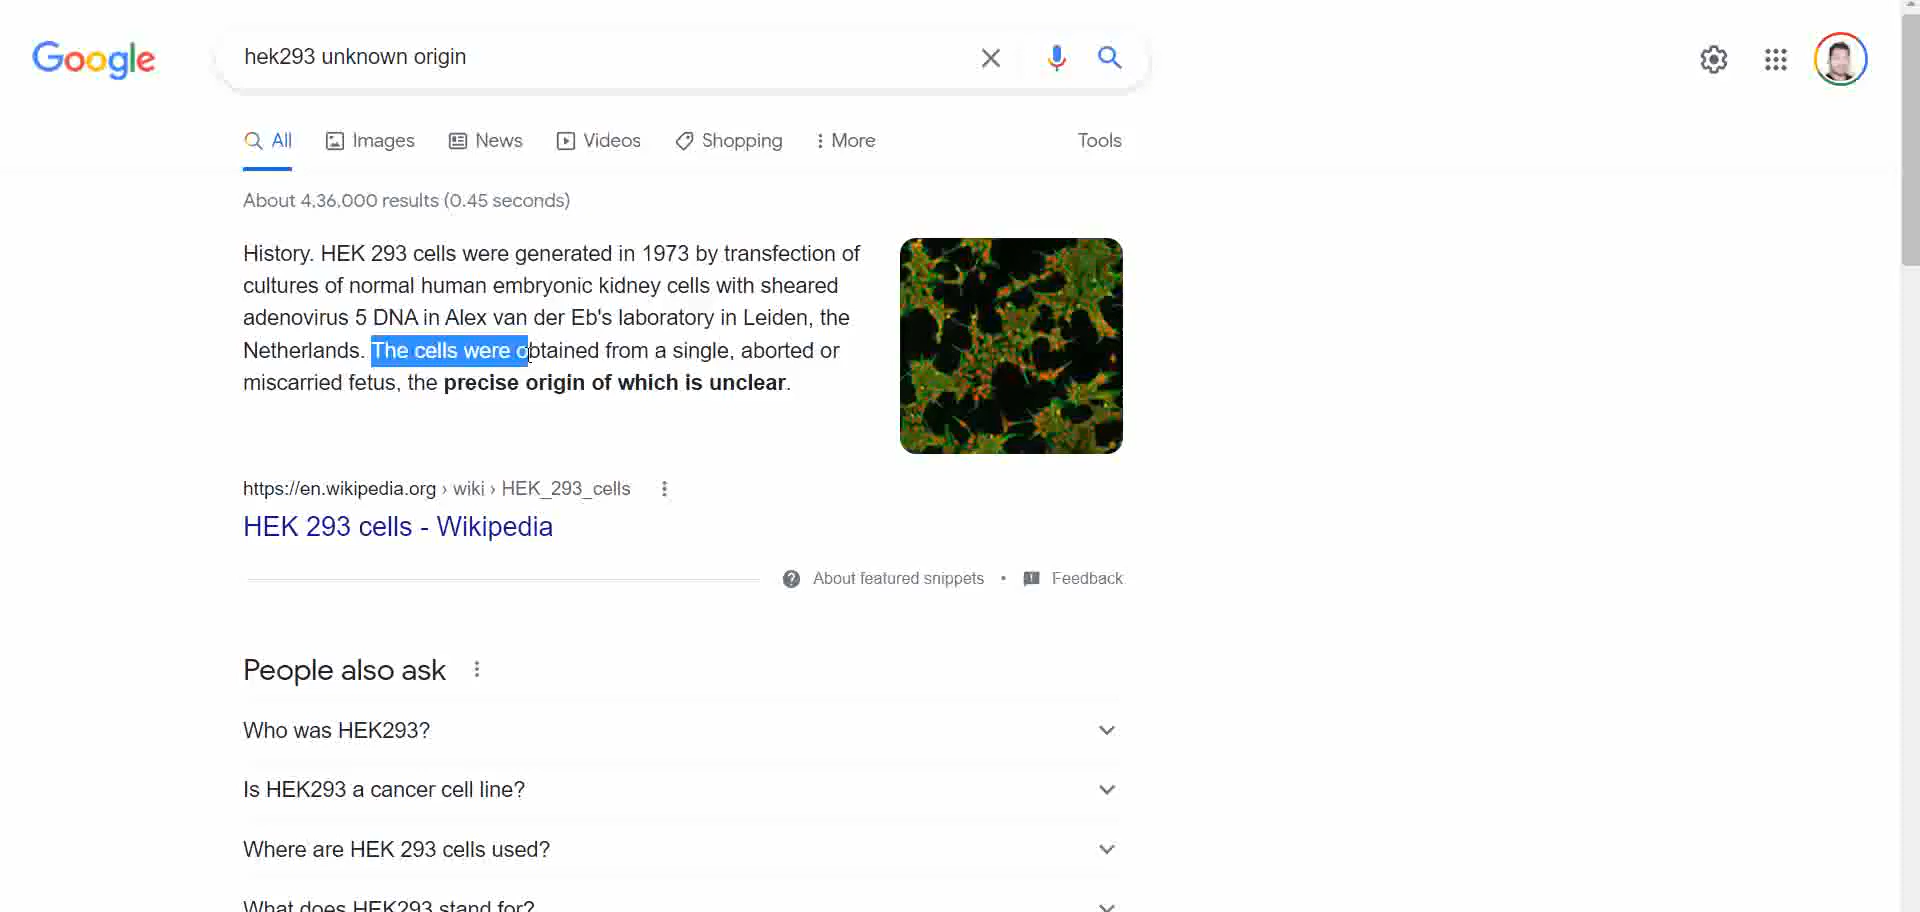 Google
hek293 unknown origin
All Images News Videos Shopping More Tools
About 4,36,000 results (0.45 seconds)
History. HEK 293 cells were generated in 1973 by transfection of
cultures of normal human embryonic kidney cells with sheared
adenovirus 5 DNA in Alex van der Eb's laboratory in Leiden, the
Netherlands. The cells were obtained from a single, aborted or
miscarried fetus, the precise origin of which is unclear.
https://en.wikipedia.org › wiki › HEK_293_cells
HEK 293 cells - Wikipedia
About featured snippets • Feedback
People also ask
Who was HEK293?
Is HEK293 a cancer cell line?
Where are HEK 293 cells used?
What does HEK293 stand for?